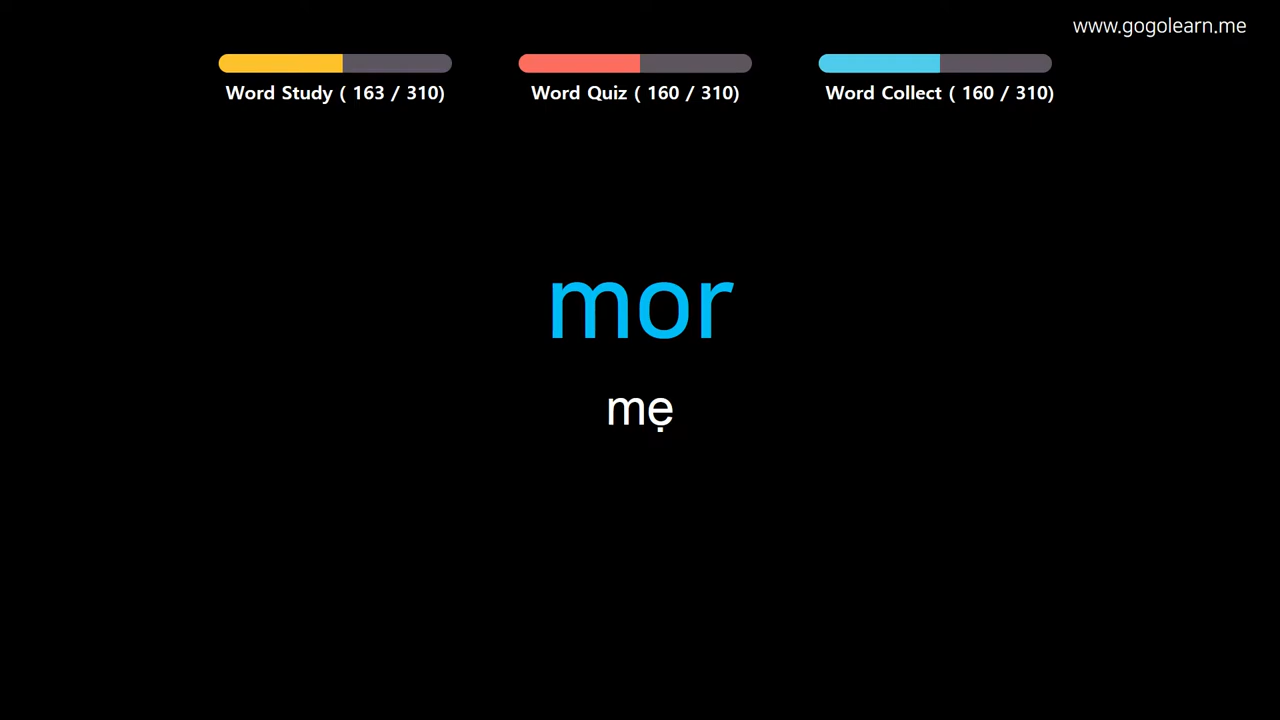 www.gogolearn.me
Word Study ( 163 / 310)
Word Quiz ( 160 / 310)
Word Collect ( 160 / 310)
mor
mẹ